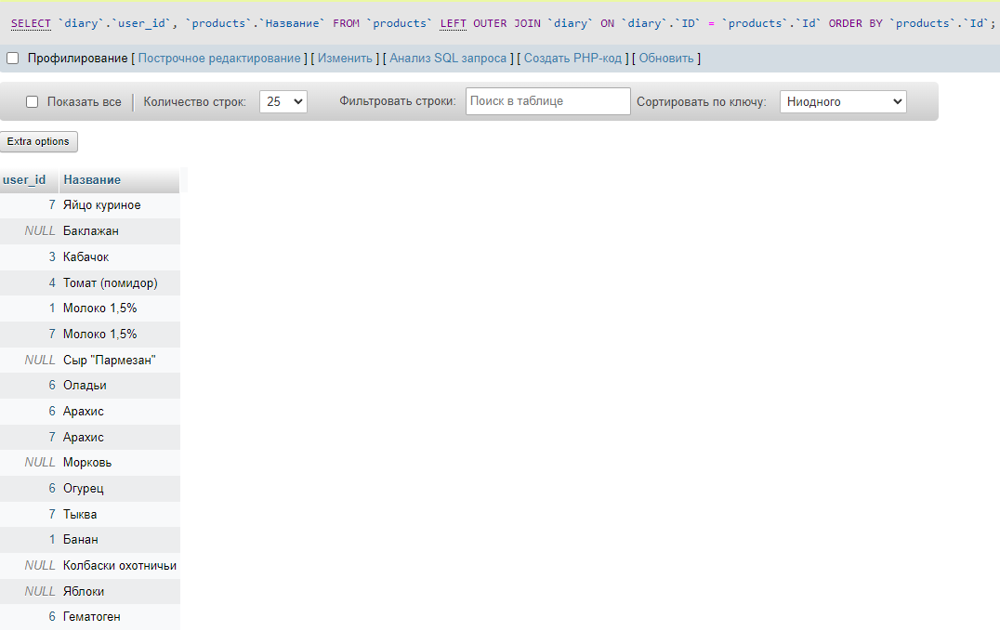 SELECT `diary`.`user_id`, `products`.`Название` FROM `products` LEFT OUTER JOIN `diary` ON `diary`.`ID` = `products`.`Id` ORDER BY `products`.`Id`;
Профилирование [ Построчное редактирование ] [ Изменить ] [ Анализ SQL запроса ] [ Создать PHP-код ] [ Обновить ]
Показать все Количество строк: 25 Фильтровать строки: Поиск в таблице Сортировать по ключу: Ниодного
Extra options
user_id Название
7 Яйцо куриное
NULL Баклажан
3 Кабачок
4 Томат (помидор)
1 Молоко 1,5%
7 Молоко 1,5%
NULL Сыр "Пармезан"
6 Оладьи
6 Арахис
7 Арахис
NULL Морковь
6 Огурец
7 Тыква
1 Банан
NULL Колбаски охотничьи
NULL Яблоки
6 Гематоген